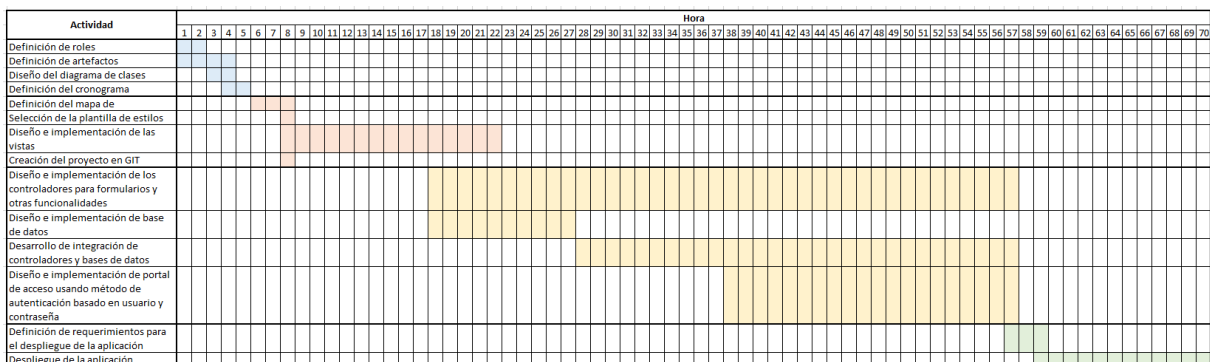 Actividad
Hora
1 2 3 4 5 6 7 8 9 10 11 12 13 14 15 16 17 18 19 20 21 22 23 24 25 26 27 28 29 30 31 32 33 34 35 36 37 38 39 40 41 42 43 44 45 46 47 48 49 50 51 52 53 54 55 56 57 58 59 60 61 62 63 64 65 66 67 68 69 70
Definición de roles
Definición de artefactos
Diseño del diagrama de clases
Definición del cronograma
Definición del mapa de
Selección de la plantilla de estilos
Diseño e implementación de las
vistas
Creación del proyecto en GIT
Diseño e implementación de los
controladores para formularios y
otras funcionalidades
Diseño e implementación de base
de datos
Desarrollo de integración de
controladores y bases de datos
Diseño e implementación de portal
de acceso usando método de
autenticación basado en usuario y
contraseña
Definición de requerimientos para
el despliegue de la aplicación
Despliegue de la aplicación